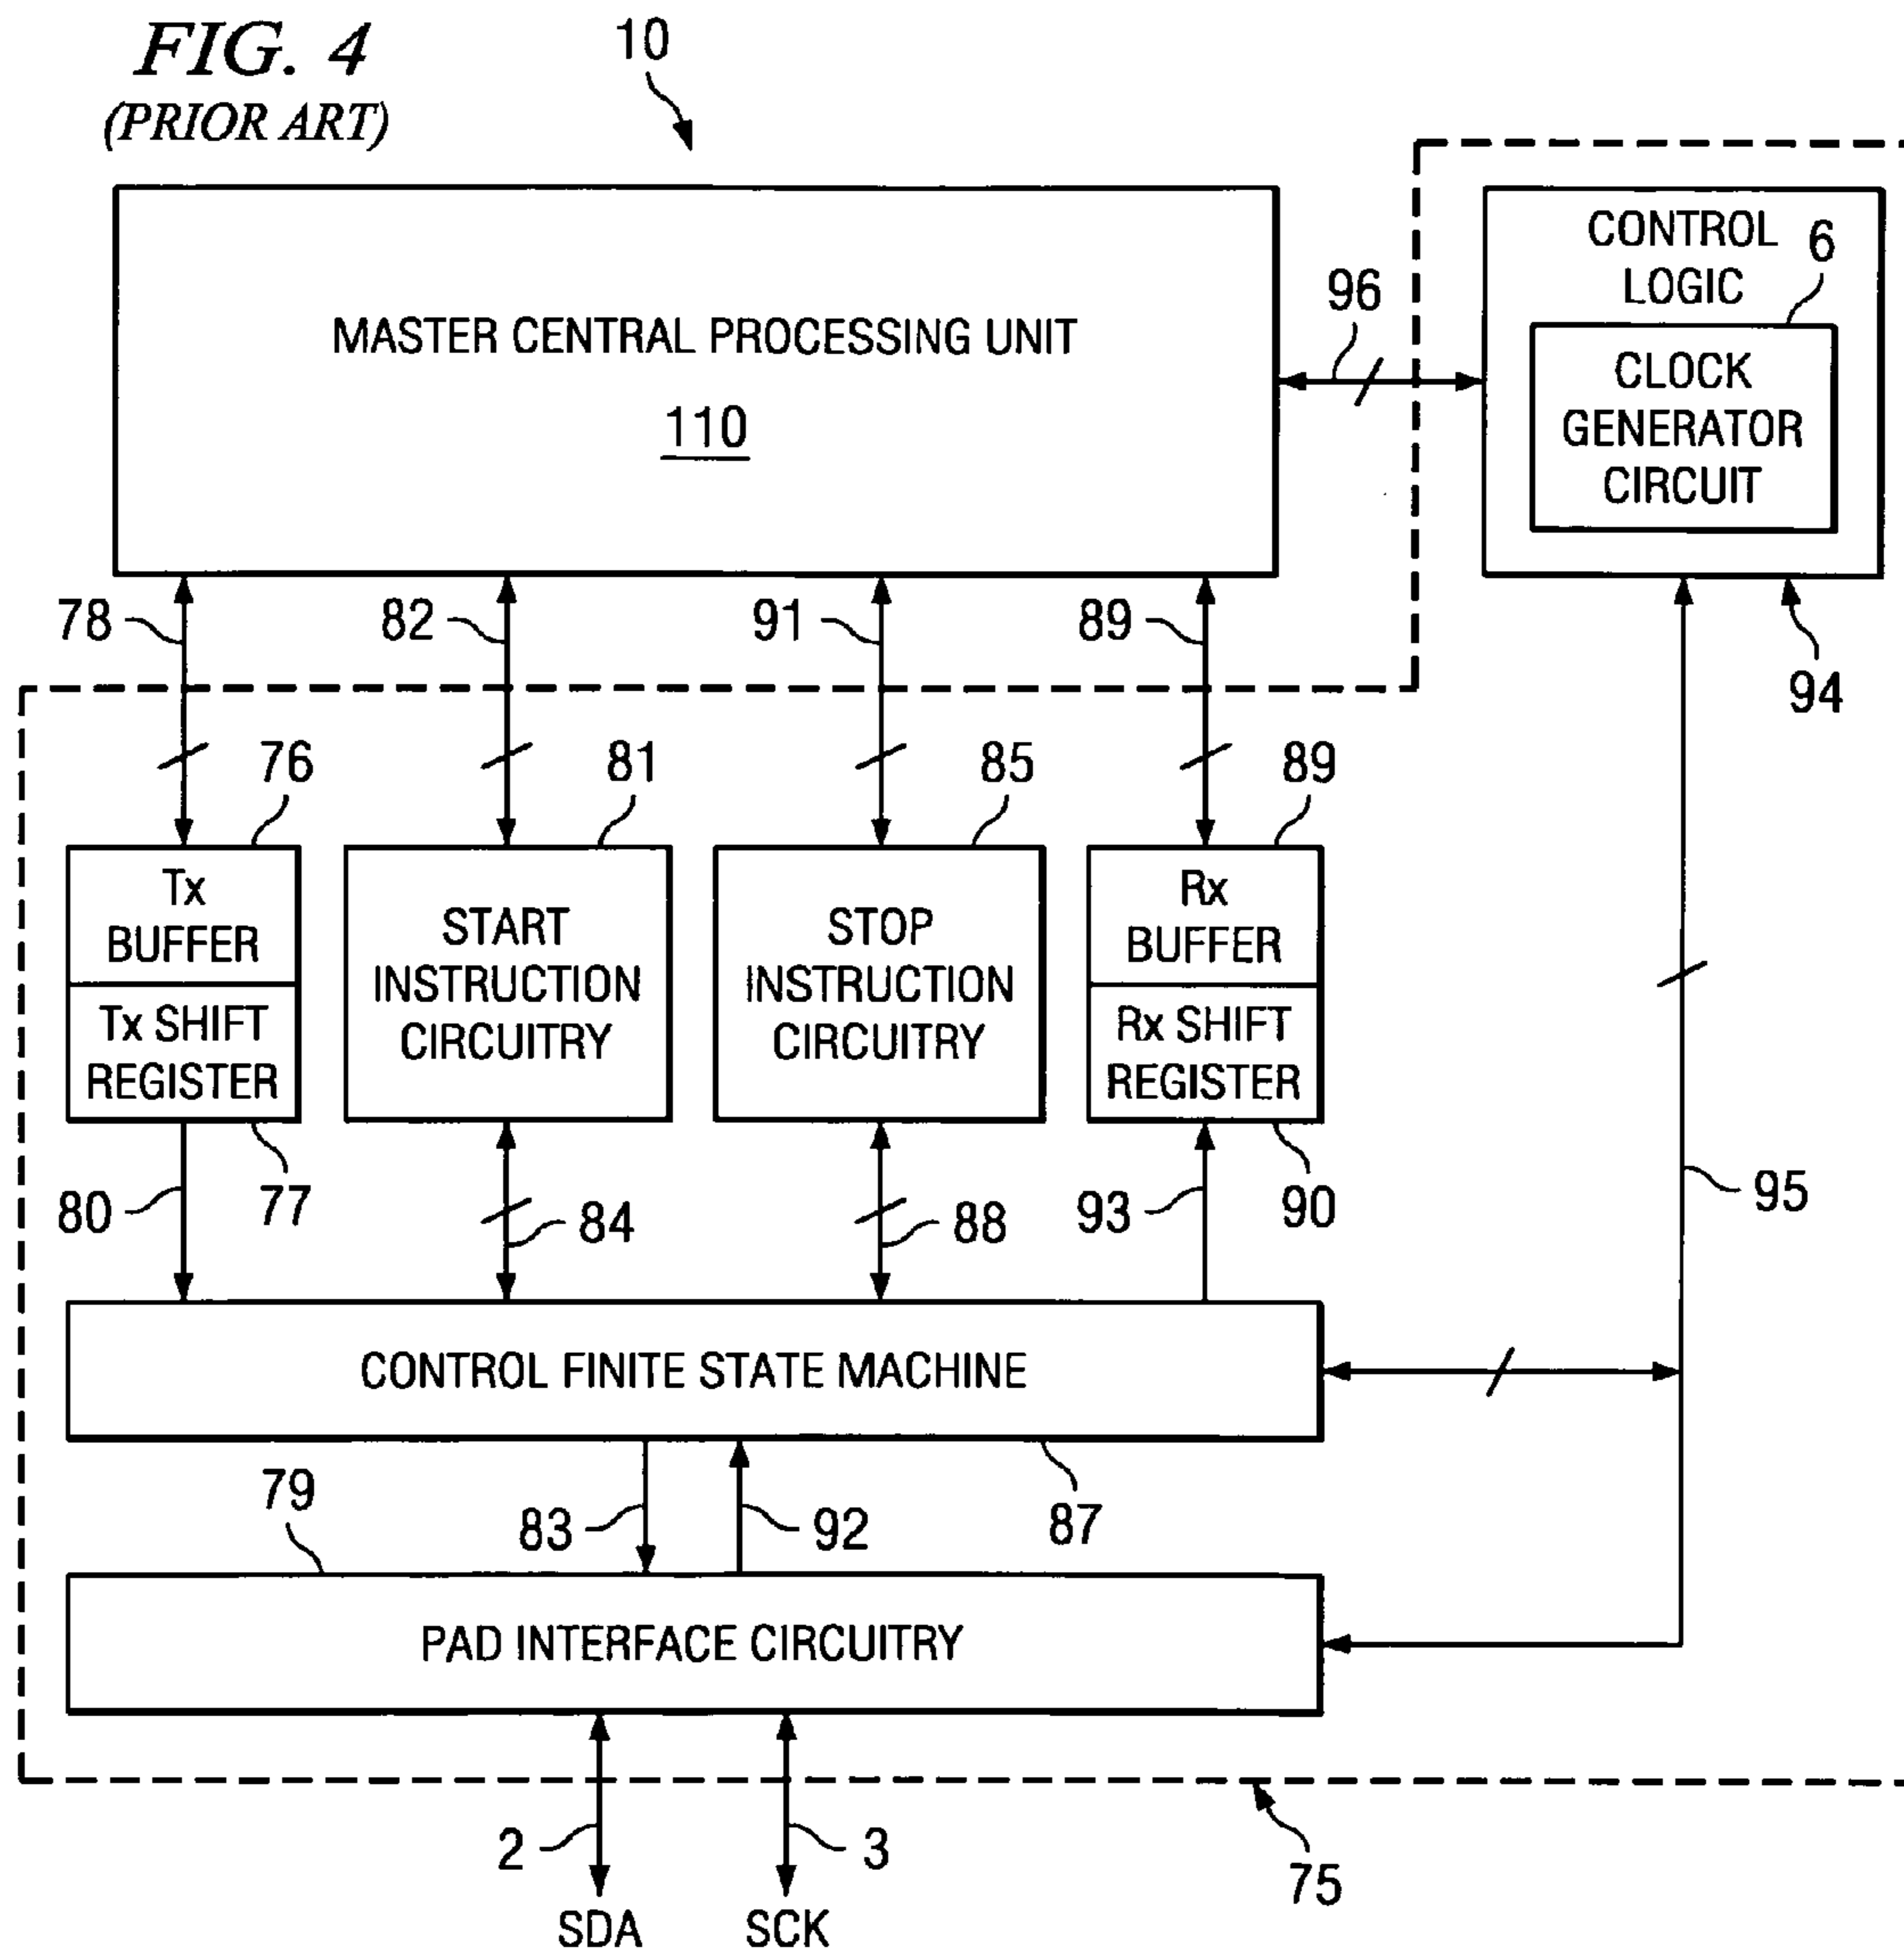 FIG. 4
(PRIOR ART)
10
CONTROL
LOGIC
6
MASTER CENTRAL PROCESSING UNIT
110
96
CLOCK
GENERATOR
CIRCUIT
78
82
91
89
94
76
81
85
89
Tx
BUFFER
Tx SHIFT
REGISTER
START
INSTRUCTION
CIRCUITRY
STOP
INSTRUCTION
CIRCUITRY
Rx
BUFFER
Rx SHIFT
REGISTER
80
77
84
88
93
90
95
CONTROL FINITE STATE MACHINE
79
83
92
87
PAD INTERFACE CIRCUITRY
2
3
75
SDA
SCK